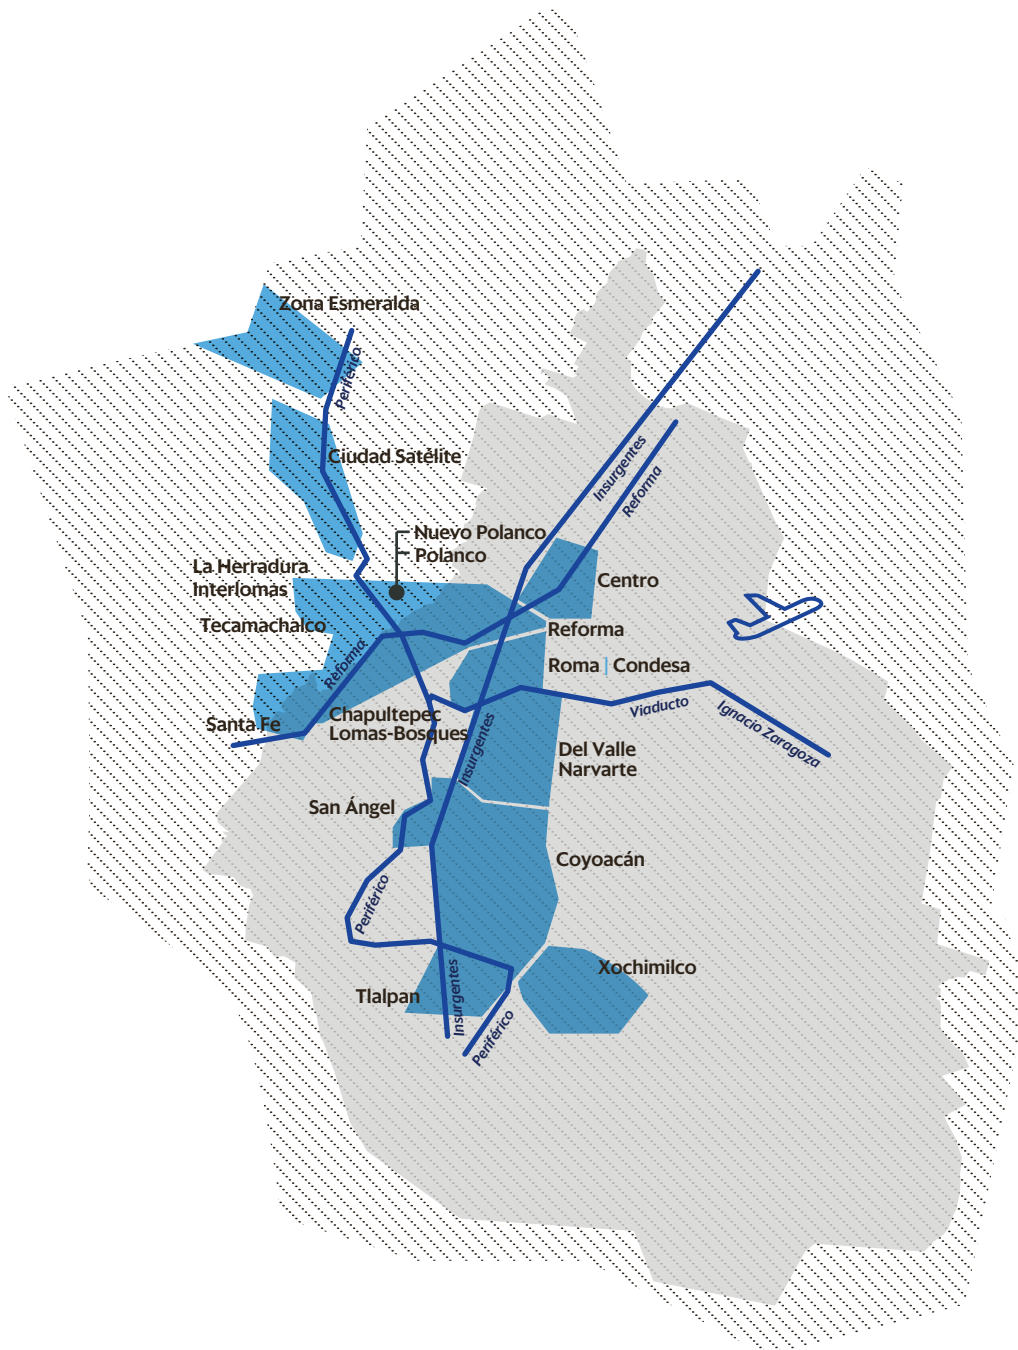 Zona Esmeralda
Periférico
Ciudad Satélite
Insurgentes
Reforma
Nuevo Polanco
Polanco
La Herradura
Interlomas
Centro
Tecamachalco
Reforma
Reforma
Roma | Condesa
Santa Fe
Chapultepec
Lomas-Bosques
Viaducto
Ignacio Zaragoza
Insurgentes
Del Valle
Narvarte
San Ángel
Coyoacán
Periférico
Xochimilco
Tlalpan
Insurgentes
Periférico